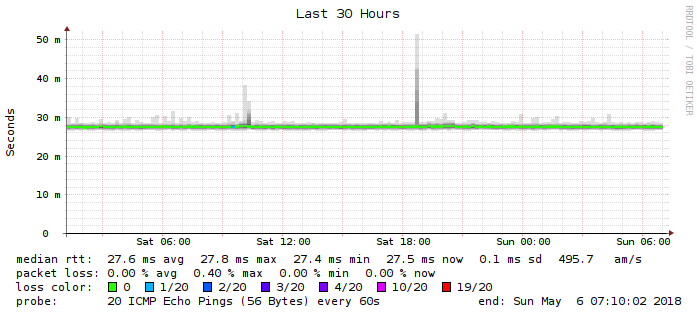 Last 30 Hours
RRDTOOL / TOBI OETIKER
Seconds
50 m
40 m
30 m
20 m
10 m
0
Sat 06:00 Sat 12:00 Sat 18:00 Sun 00:00 Sun 06:00
median rtt: 27.6 ms avg 27.8 ms max 27.4 ms min 27.5 ms now 0.1 ms sd 495.7 am/s
packet loss: 0.00 % avg 0.40 % max 0.00 % min 0.00 % now
loss color: 0 1/20 2/20 3/20 4/20 10/20 19/20
probe: 20 ICMP Echo Pings (56 Bytes) every 60s end: Sun May 6 07:10:02 2018